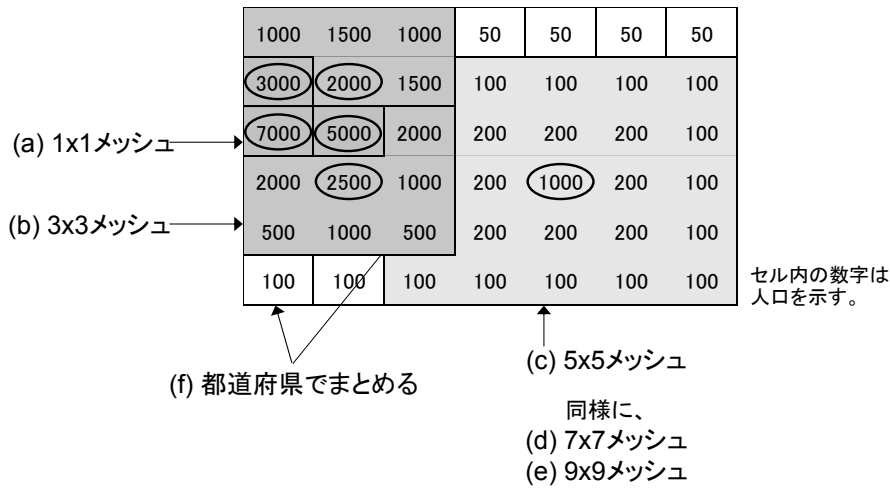 1000 1500 1000 50 50 50 50
3000 2000 1500 100 100 100 100
7000 5000 2000 200 200 200 100
2000 2500 1000 200 1000 200 100
500 1000 500 200 200 200 100
100 100 100 100 100 100 100
(a) 1x1メッシュ
(b) 3x3メッシュ
セル内の数字は
人口を示す。
(c) 5x5メッシュ
(f) 都道府県でまとめる
同様に、
(d) 7x7メッシュ
(e) 9x9メッシュ